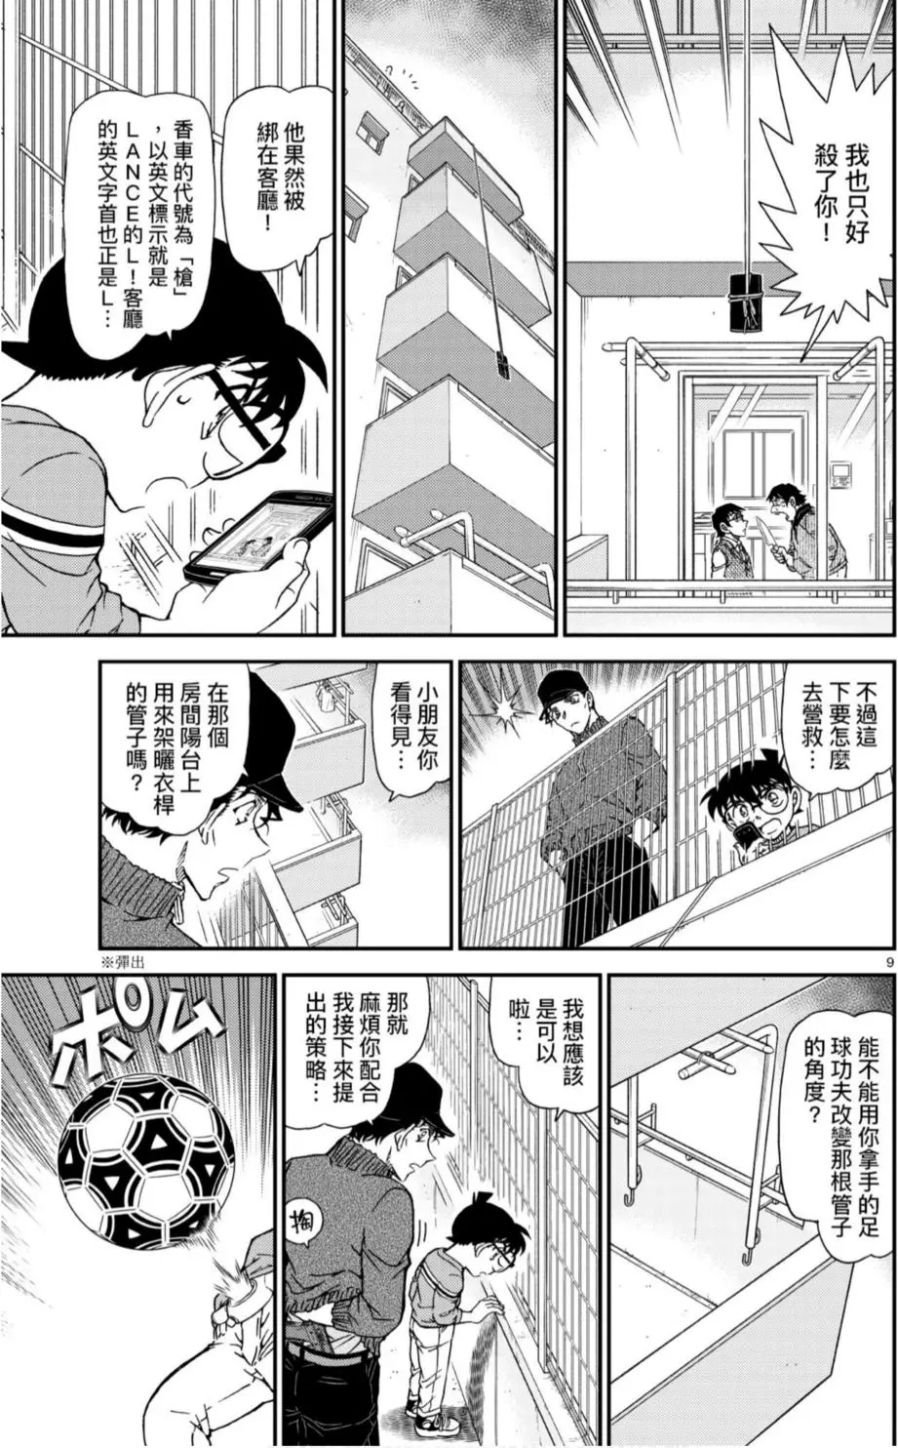 我也只好
殺了你！
他果然被
綁在客廳！
香車的代號為「槍」
，以英文標示就是
ＬＡＮＣＥ的Ｌ！客廳
的英文字首也正是Ｌ…
不過這
下要怎麼
去營救…
小朋友你
看得見…
在那個
房間陽台上
用來架曬衣桿
的管子嗎？
※彈出
9
能不能用你拿手的足
球功夫改變那根管子
的角度？
我想應該
是可以
啦…
那就
麻煩你配合
我接下來提
出的策略…
掏
ポム